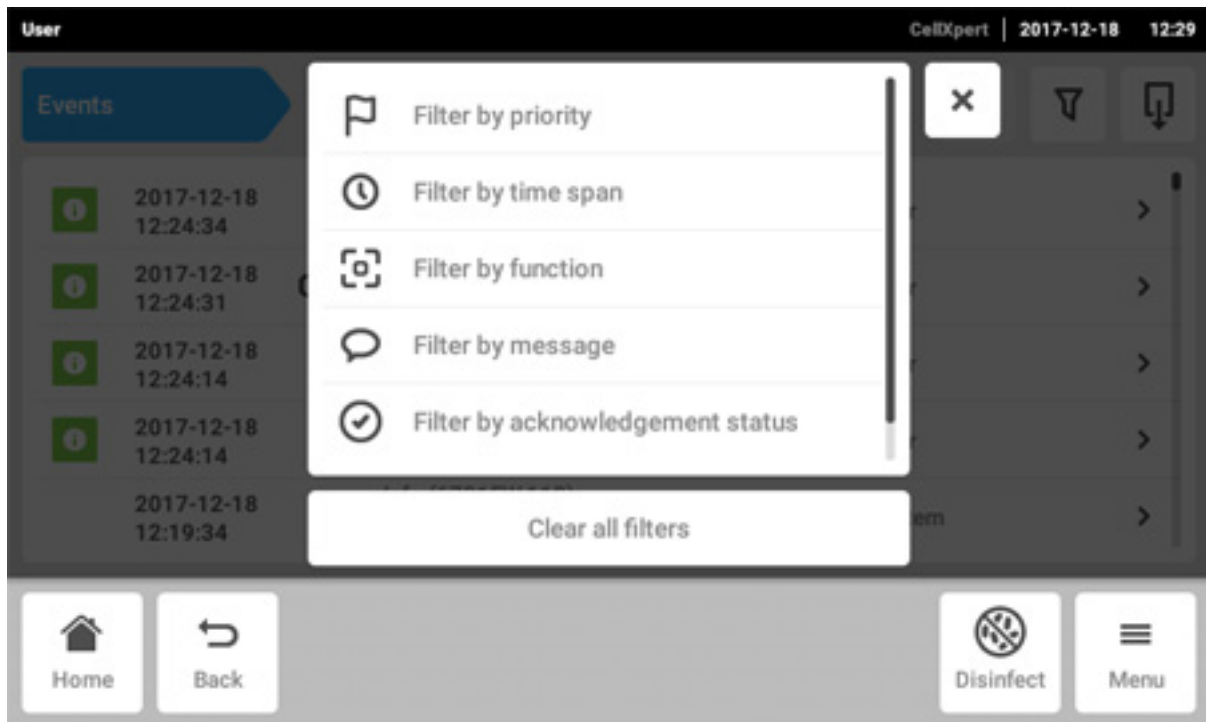 User
CellXpert | 2017-12-18 12:29
Events
Filter by priority
Filter by time span
Filter by function
Filter by message
Filter by acknowledgement status
Clear all filters
2017-12-18
12:24:34
2017-12-18
12:24:31
2017-12-18
12:24:14
2017-12-18
12:24:14
2017-12-18
12:19:34
Home
Back
Disinfect
Menu